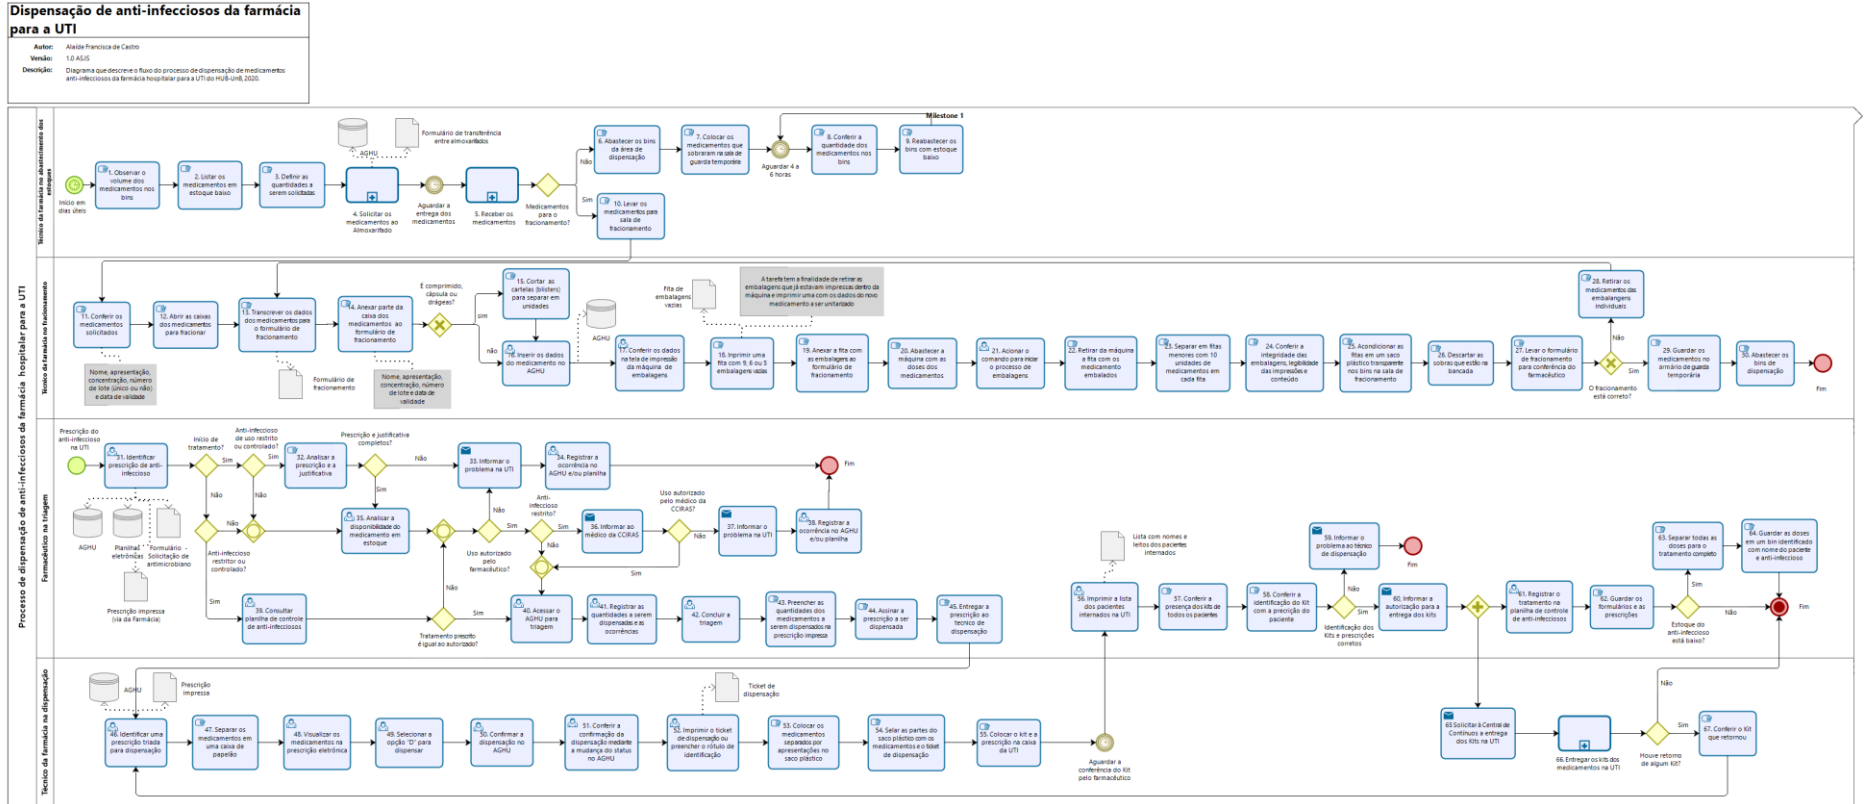 Dispensação de anti-infecciosos da farmácia
para a UTI
Autor: Alaíde Francisca de Castro
Versão: 1.0 ASIS
Descrição: Diagrama que descreve o fluxo do processo de dispensação de medicamentos
anti-infecciosos da farmácia hospitalar para a UTI do HUB-UnB, 2020.
Processo de dispensação de anti-infecciosos da farmácia hospitalar para a UTI
Técnico da farmácia no abastecimento dos
estoques
Milestone 1
Início em
dias úteis
1. Observar o
volume dos
medicamentos nos
bins
2. Listar os
medicamentos em
estoque baixo
3. Definir as
quantidades a
serem solicitadas
AGHU
Formulário de transferência
entre almoxarifados
4. Solicitar os
medicamentos ao
Almoxarifado
Aguardar a
entrega dos
medicamentos
5. Receber os
medicamentos
Medicamentos
para o
fracionamento?
Não
Sim
6. Abastecer os bins
da área de
dispensação
7. Colocar os
medicamentos que
sobraram na sala de
guarda temporária
Aguardar 4 a
6 horas
8. Conferir a
quantidade dos
medicamentos nos
bins
9. Reabastecer os
bins com estoque
baixo
10. Levar os
medicamentos para
sala de
fracionamento
Técnico da farmácia no fracionamento
11. Conferir os
medicamentos
solicitados
Nome, apresentação,
concentração, número
de lote (único ou não)
e data de validade
12. Abrir as caixas
dos medicamentos
para fracionar
13. Transcrever os dados
dos medicamentos para
o formulário de
fracionamento
Formulário de
fracionamento
14. Anexar parte da
caixa dos
medicamentos ao
formulário de
fracionamento
Nome, apresentação,
concentração, número
de lote e data de
validade
É comprimido,
cápsula ou
drágeas?
sim
não
15. Cortar as
cartelas (blisters)
para separar em
unidades
16. Inserir os dados
do medicamento no
AGHU
AGHU
17. Conferir os dados
na tela de impressão
da máquina de
embalagens
Fita de
embalagens
vazias
A tarefa tem a finalidade de retirar as
embalagens que já estavam impressas dentro da
máquina e imprimir uma com os dados do novo
medicamento a ser unitarizado
18. Imprimir uma
fita com 9, 6 ou 5
embalagens vazias
19. Anexar a fita com
as embalagens ao
formulário de
fracionamento
20. Abastecer a
máquina com as
doses dos
medicamentos
21. Acionar o
comando para iniciar
o processo de
embalagens
22. Retirar da máquina
a fita com os
medicamento
embalados
23. Separar em fitas
menores com 10
unidades de
medicamentos em
cada fita
24. Conferir a
integridade das
embalagens, legibilidade
das impressões e
conteúdo
25. Acondicionar as
fitas em um saco
plástico transparente
nos bins na sala de
fracionamento
26. Descartar as
sobras que estão na
bancada
27. Levar o formulário
para conferência do
farmacêutico
28. Retirar os
medicamentos das
embalangens
individuais
Não
O fracionamento
está correto?
Sim
29. Guardar os
medicamentos no
armário de guarda
temporária
30. Abastecer os
bins de
dispensação
Fim
Farmacêutico na triagem
Prescrição do
anti-infeccioso
na UTI
31. Identificar
prescrição de anti-
infeccioso
AGHU
Planilhas
eletrônicas
Formulário -
Solicitação de
antimicrobiano
Prescrição impressa
(via da Farmácia)
Início de
tratamento?
Sim
Não
Anti-infeccioso
de uso restrito
ou controlado?
Sim
Não
Não
Anti-infeccioso
restritor ou
controlado?
Sim
32. Analisar a
prescrição e a
justificativa
Prescrição e justificativa
completos?
Não
Sim
33. Informar o
problema na UTI
34. Registrar a
ocorrência no
AGHU e/ou planilha
Fim
35. Analisar a
disponibilidade do
medicamento em
estoque
Não
Uso autorizado
pelo
farmacêutico?
Sim
Anti-
infeccioso
restrito?
Sim
Não
36. Informar ao
médico da CCIRAS
Uso autorizado
pelo médico da
CCIRAS?
Não
Sim
37. Informar o
problema na UTI
38. Registrar a
ocorrência no AGHU
e/ou planilha
39. Consultar
planilha de controle
de anti-infecciosos
Não
Sim
Tratamento prescrito
é igual ao autorizado?
40. Acessar o
AGHU para
triagem
41. Registrar as
quantidades a serem
dispensadas e as
ocorrências
42. Concluir a
triagem
43. Preencher as
quantidades dos
medicamentos a
serem dispensados na
prescrição impressa
44. Assinar a
prescrição a ser
dispensada
45. Entregar a
prescrição ao
tecnico de
dispensação
Lista com nomes e
leitos dos pacientes
internados
56. Imprimir a lista
dos pacientes
internados na UTI
57. Conferir a
presença dos kits de
todos os pacientes
58. Conferir a
identificação do Kit
com a precrição do
paciente
59. Informar o
problema ao técnico
de dispensação
Fim
Não
Sim
Identificação dos
Kits e prescrições
corretos
60. Informar a
autorização para a
entrega dos kits
61. Registrar o
tratamento na
planilha de controle
de anti-infecciosos
62. Guardar os
formulários e as
prescrições
63. Separar todas as
doses para o
tratamento completo
64. Guardar as doses
em um bin identificado
com nome do paciente
e anti-infeccioso
Sim
Não
Estoque do
anti-infeccioso
está baixo?
Fim
Técnico da farmácia na dispensação
AGHU
Prescrição
impressa
46. Identificar uma
prescrição triada
para dispensação
47. Separar os
medicamentos em
uma caixa de
papelão
48. Visualizar os
medicamentos na
prescrição eletrônica
49. Selecionar a
opção "D" para
dispensar
50. Confirmar a
dispensação no
AGHU
51. Conferir a
confirmação da
dispensação mediante
a mudança do status
no AGHU
Ticket de
dispensação
52. Imprimir o ticket
de dispensação ou
preencher o rótulo de
identificação
53. Colocar os
medicamentos
separados por
apresentações no
saco plástico
54. Selar as partes do
saco plástico com os
medicamentos e o ticket
de dispensação
55. Colocar o kit e a
prescrição na caixa
da UTI
Aguardar a
conferência do Kit
pelo farmacêutico
65 Solicitar à Central de
Contínuos a entrega
dos Kits na UTI
66. Entregar os kits dos
medicamentos na UTI
Não
Sim
Houve retorno
de algum Kit?
67. Conferir o Kit
que retornou